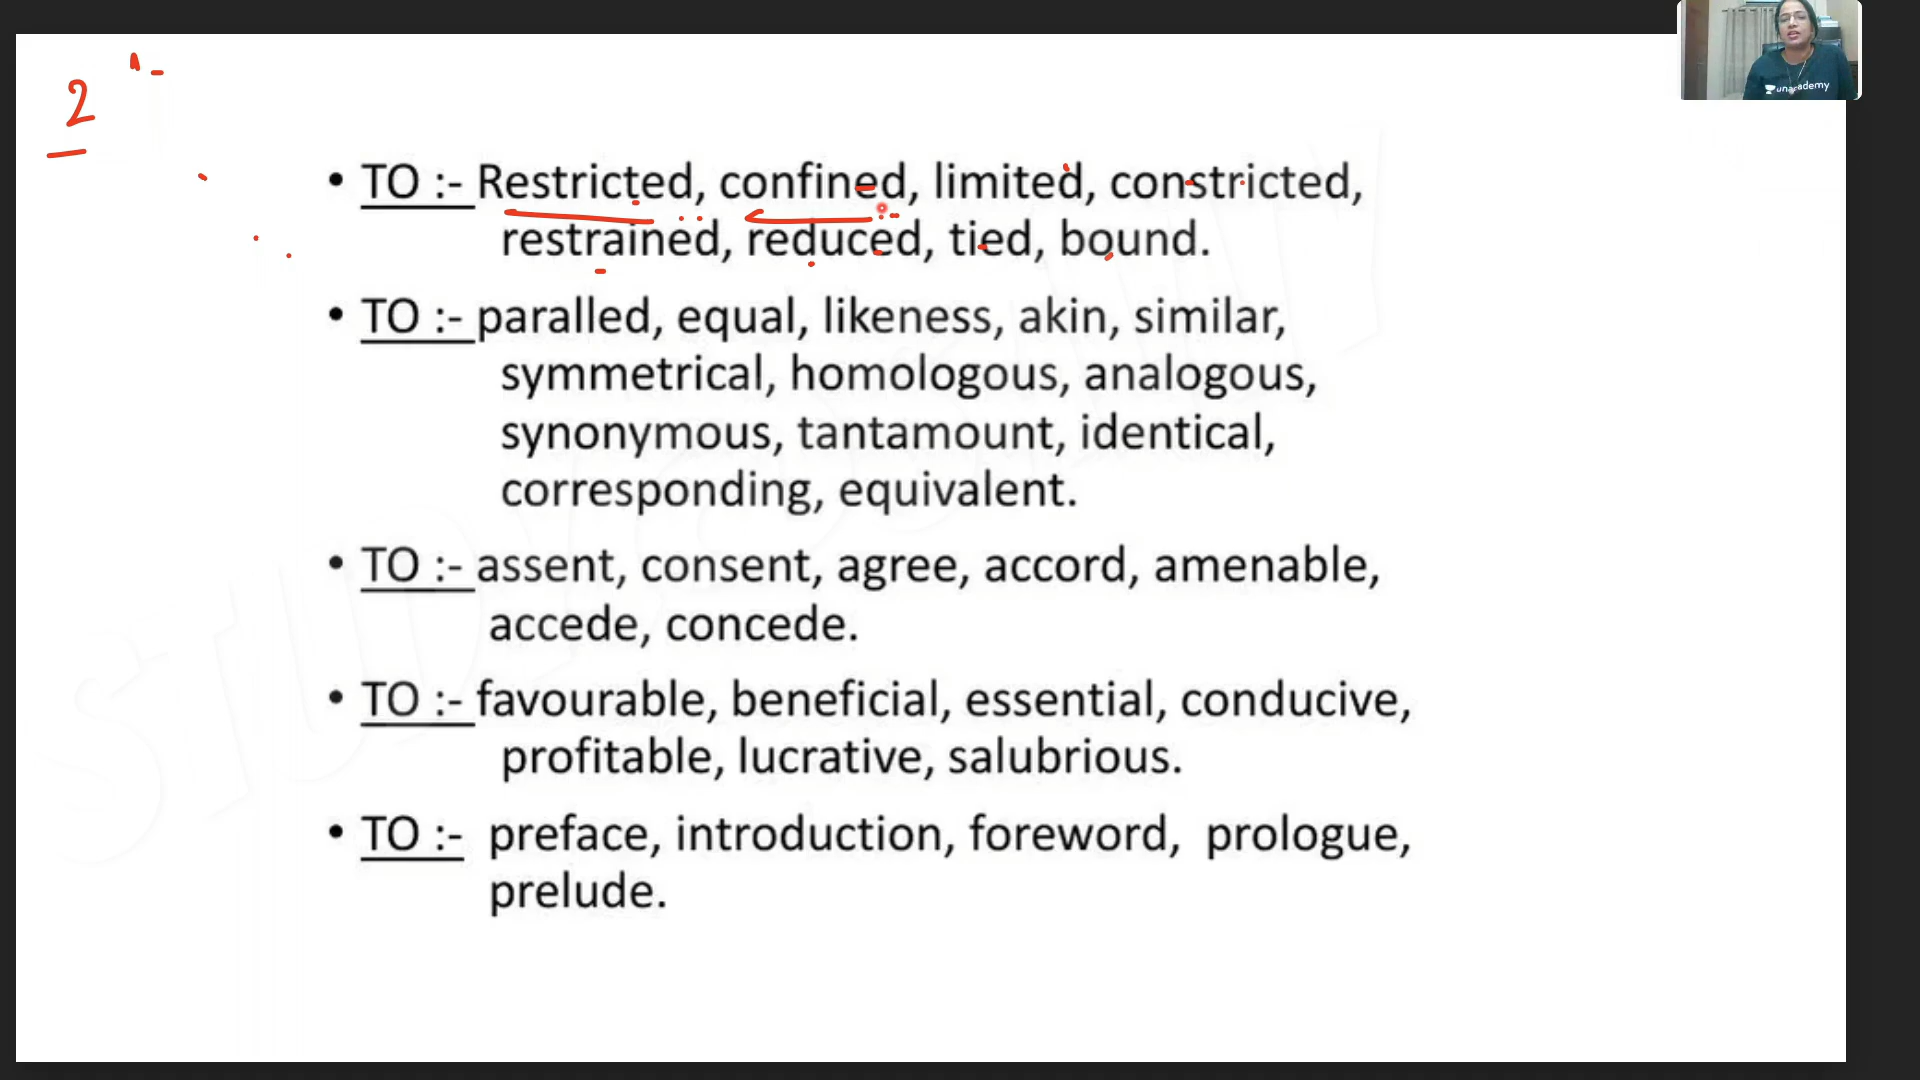 2
unacademy
• TO :- Restricted, confined, limited, constricted,
restrained, reduced, tied, bound.
• TO :- paralled, equal, likeness, akin, similar,
symmetrical, homologous, analogous,
synonymous, tantamount, identical,
corresponding, equivalent.
• TO :- assent, consent, agree, accord, amenable,
accede, concede.
• TO :- favourable, beneficial, essential, conducive,
profitable, lucrative, salubrious.
• TO :- preface, introduction, foreword, prologue,
prelude.